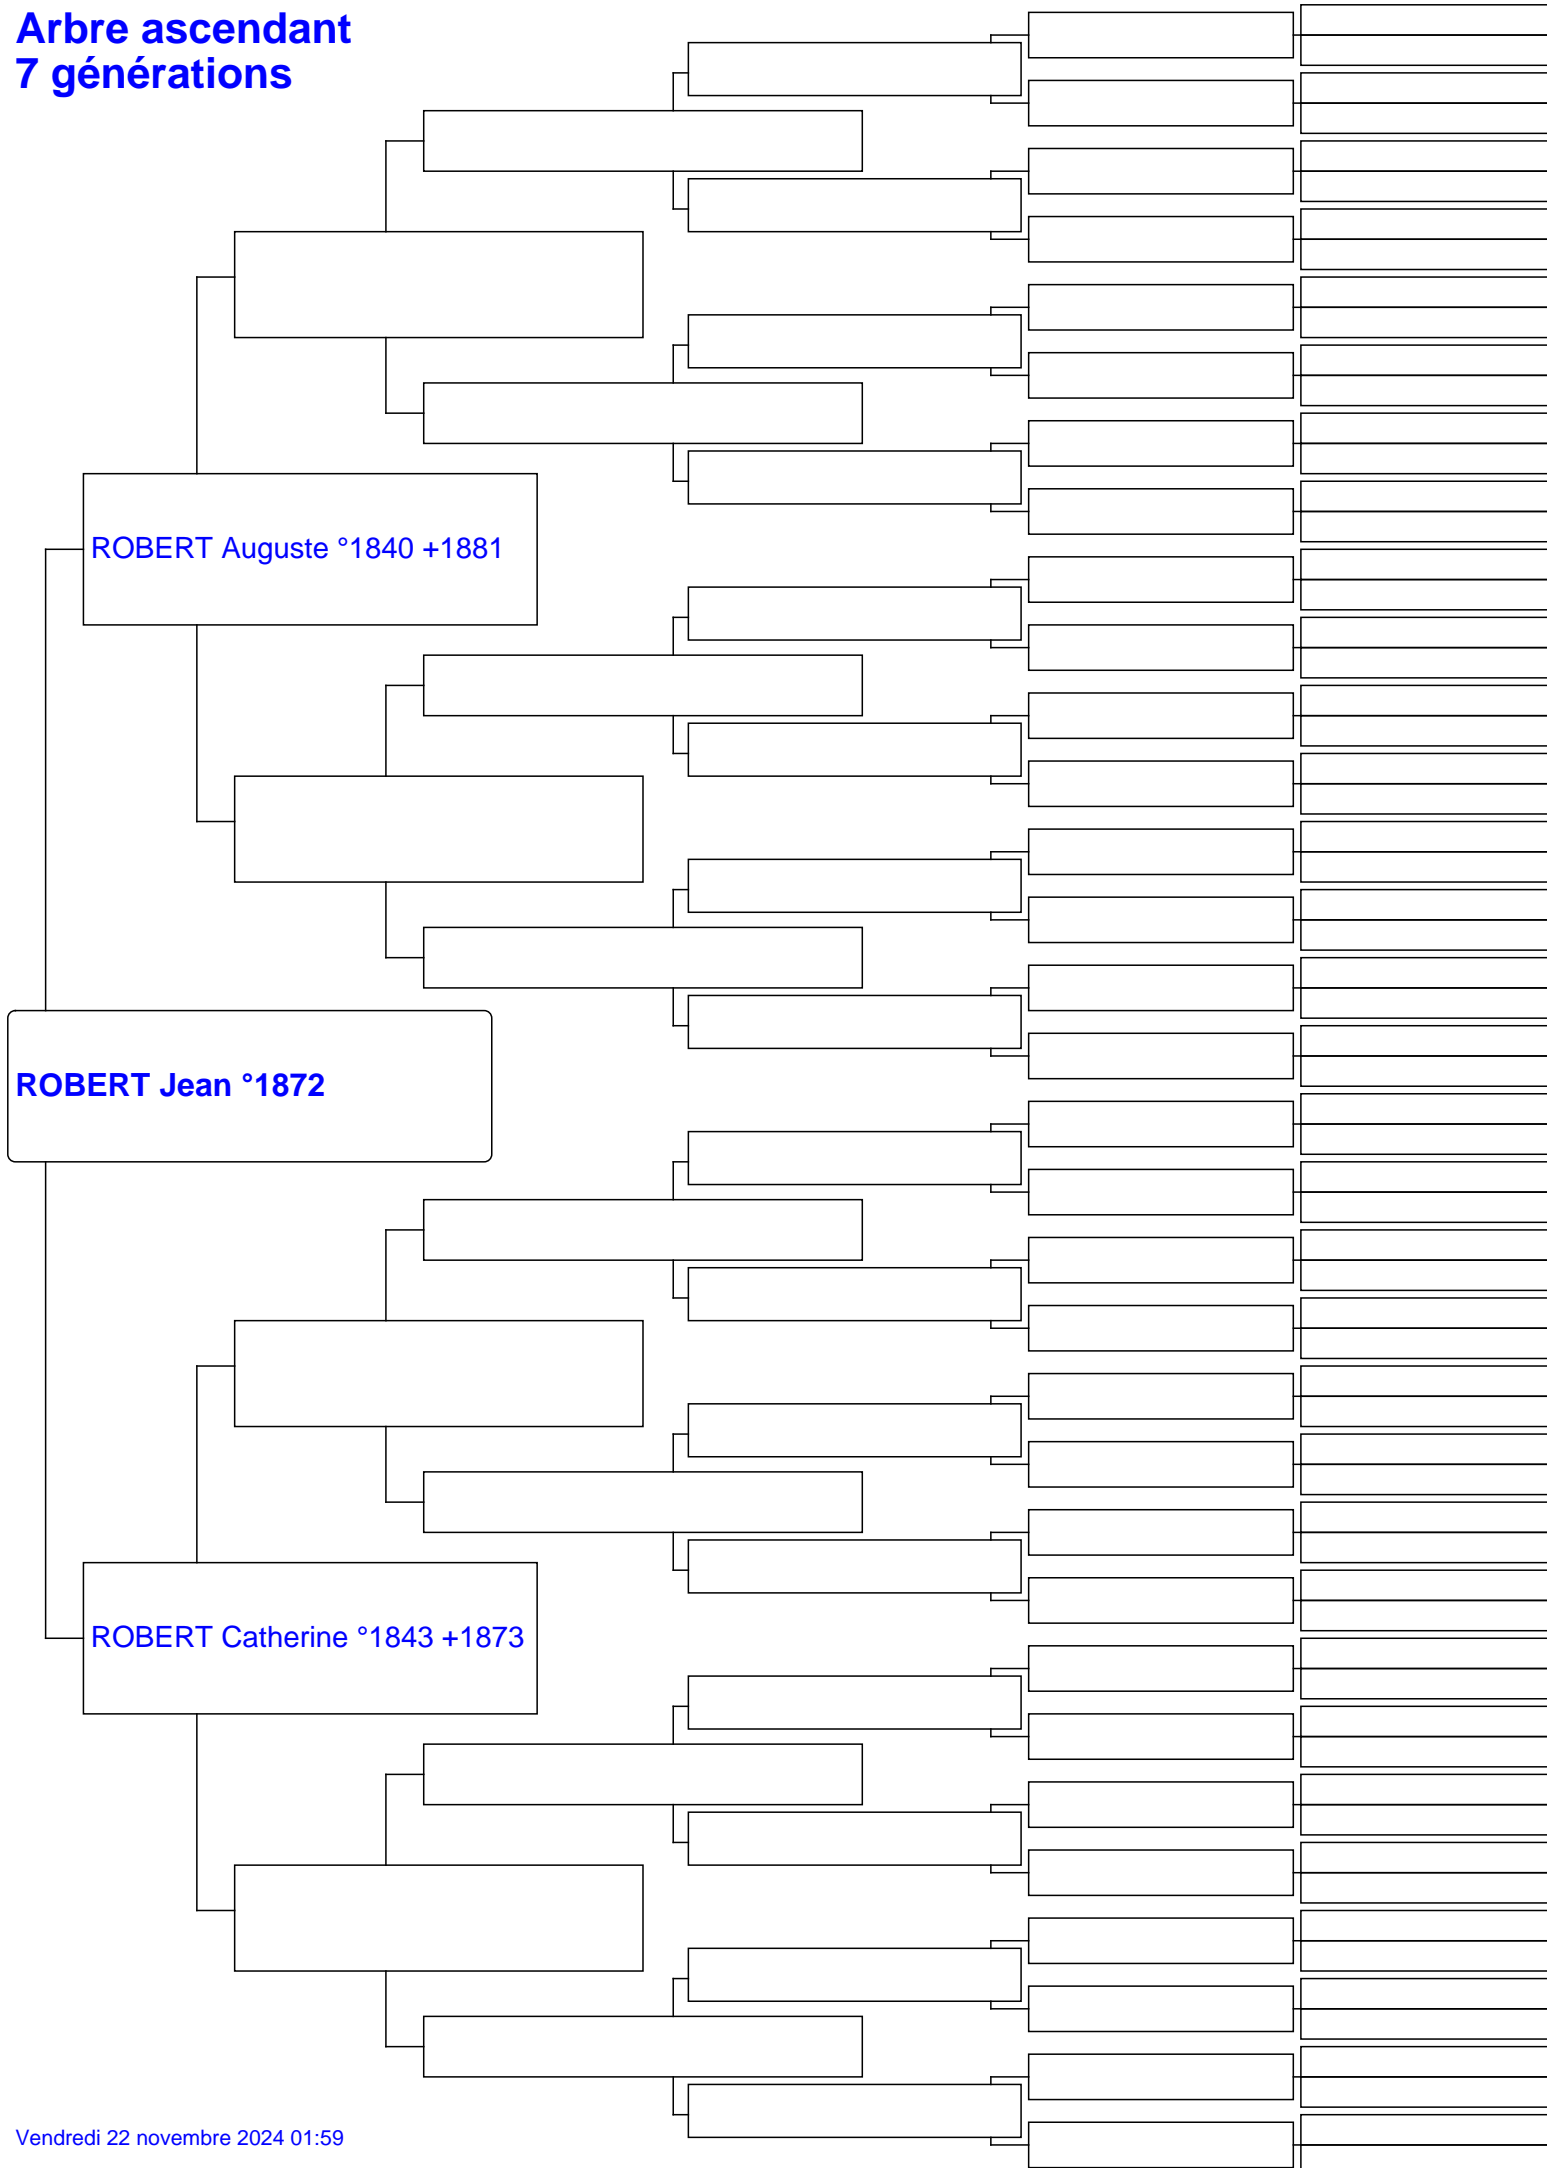 Arbre ascendant
7 générations
ROBERT Auguste °1840 +1881
ROBERT Jean °1872
ROBERT Catherine °1843 +1873
Vendredi 22 novembre 2024 01:59